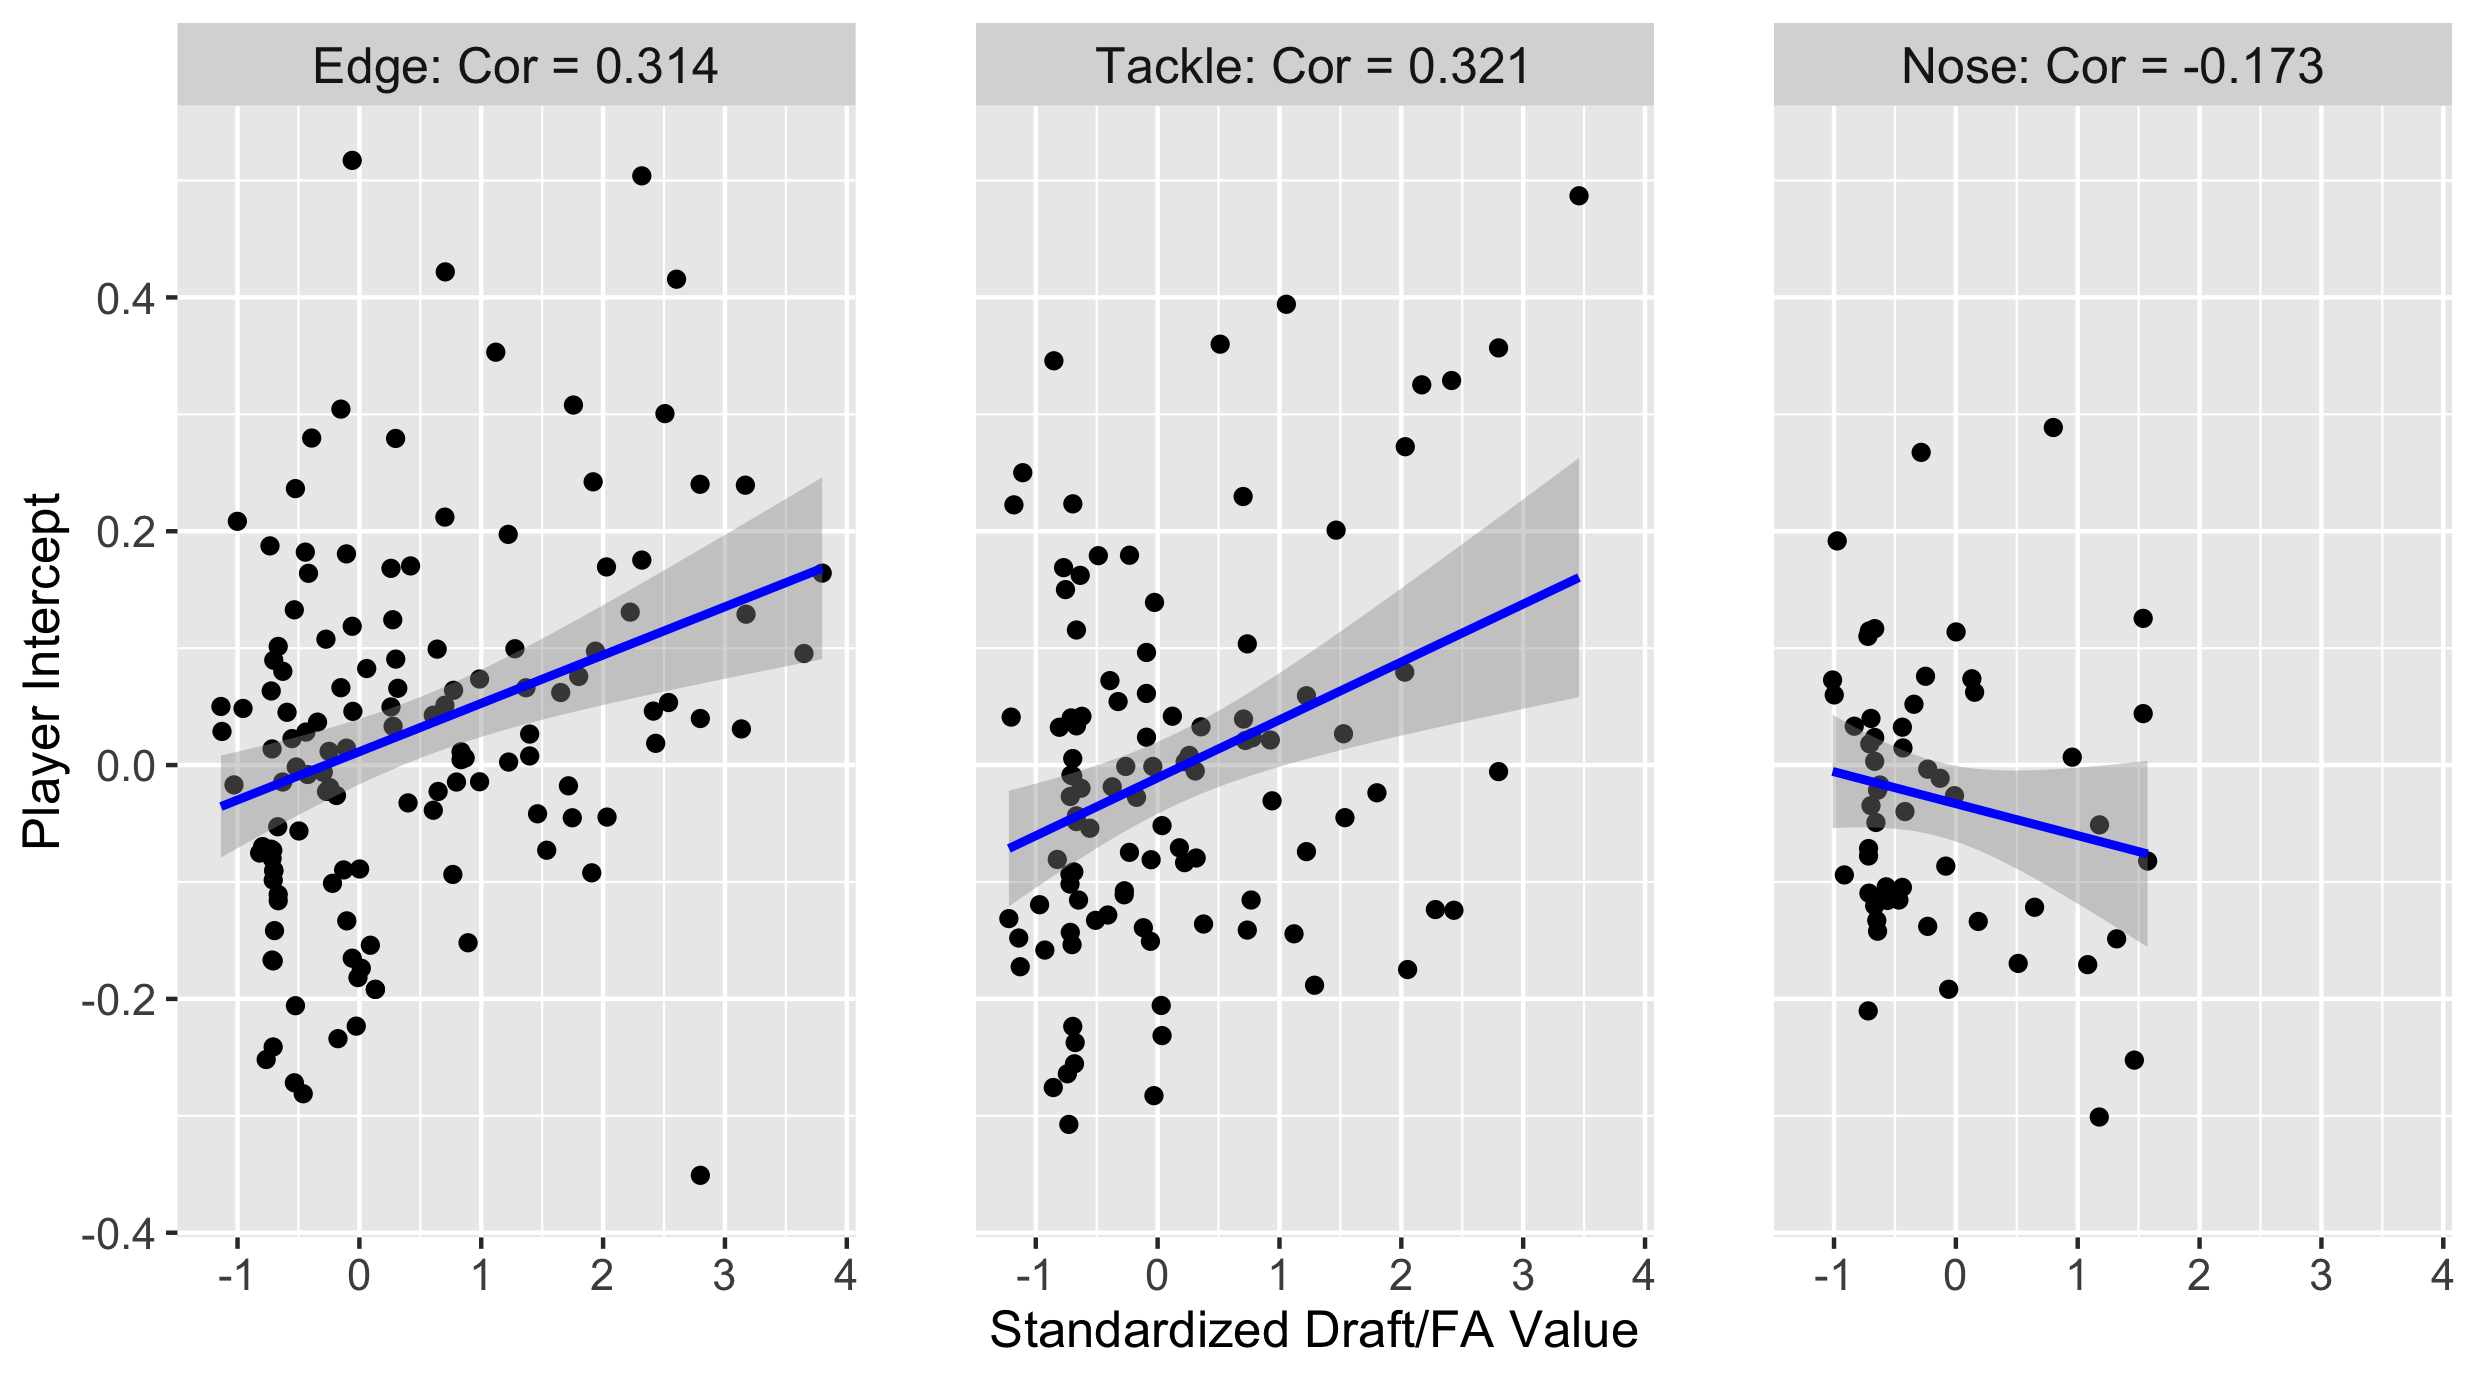 Edge: Cor = 0.314
Tackle: Cor = 0.321
Nose: Cor = -0.173
Player Intercept
0.4
0.2
0.0
-0.2
-0.4
-1 0 1 2 3 4
-1 0 1 2 3 4
-1 0 1 2 3 4
Standardized Draft/FA Value